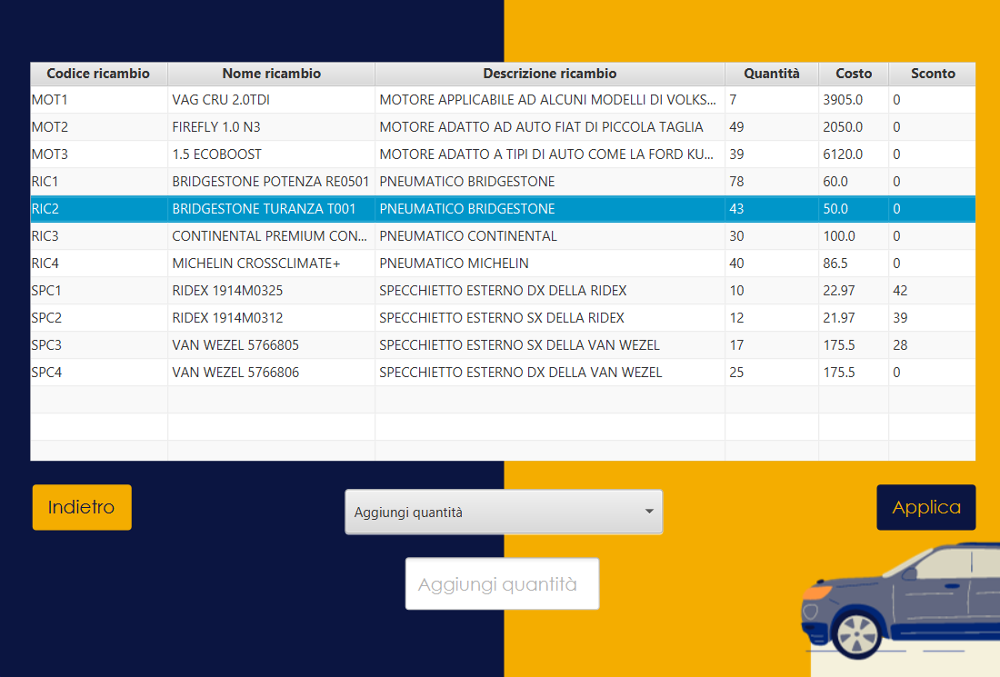 Codice ricambio Nome ricambio Descrizione ricambio Quantità Costo Sconto
MOT1 VAG CRU 2.0TDI MOTORE APPLICABILE AD ALCUNI MODELLI DI VOLKS... 7 3905.0 0
MOT2 FIREFLY 1.0 N3 MOTORE ADATTO AD AUTO FIAT DI PICCOLA TAGLIA 49 2050.0 0
MOT3 1.5 ECOBOOST MOTORE ADATTO A TIPI DI AUTO COME LA FORD KU... 39 6120.0 0
RIC1 BRIDGESTONE POTENZA RE0501 PNEUMATICO BRIDGESTONE 78 60.0 0
RIC2 BRIDGESTONE TURANZA T001 PNEUMATICO BRIDGESTONE 43 50.0 0
RIC3 CONTINENTAL PREMIUM CON... PNEUMATICO CONTINENTAL 30 100.0 0
RIC4 MICHELIN CROSSCLIMATE+ PNEUMATICO MICHELIN 40 86.5 0
SPC1 RIDEX 1914M0325 SPECCHIETTO ESTERNO DX DELLA RIDEX 10 22.97 42
SPC2 RIDEX 1914M0312 SPECCHIETTO ESTERNO SX DELLA RIDEX 12 21.97 39
SPC3 VAN WEZEL 5766805 SPECCHIETTO ESTERNO SX DELLA VAN WEZEL 17 175.5 28
SPC4 VAN WEZEL 5766806 SPECCHIETTO ESTERNO DX DELLA VAN WEZEL 25 175.5 0
Indietro Aggiungi quantità Applica
Aggiungi quantità